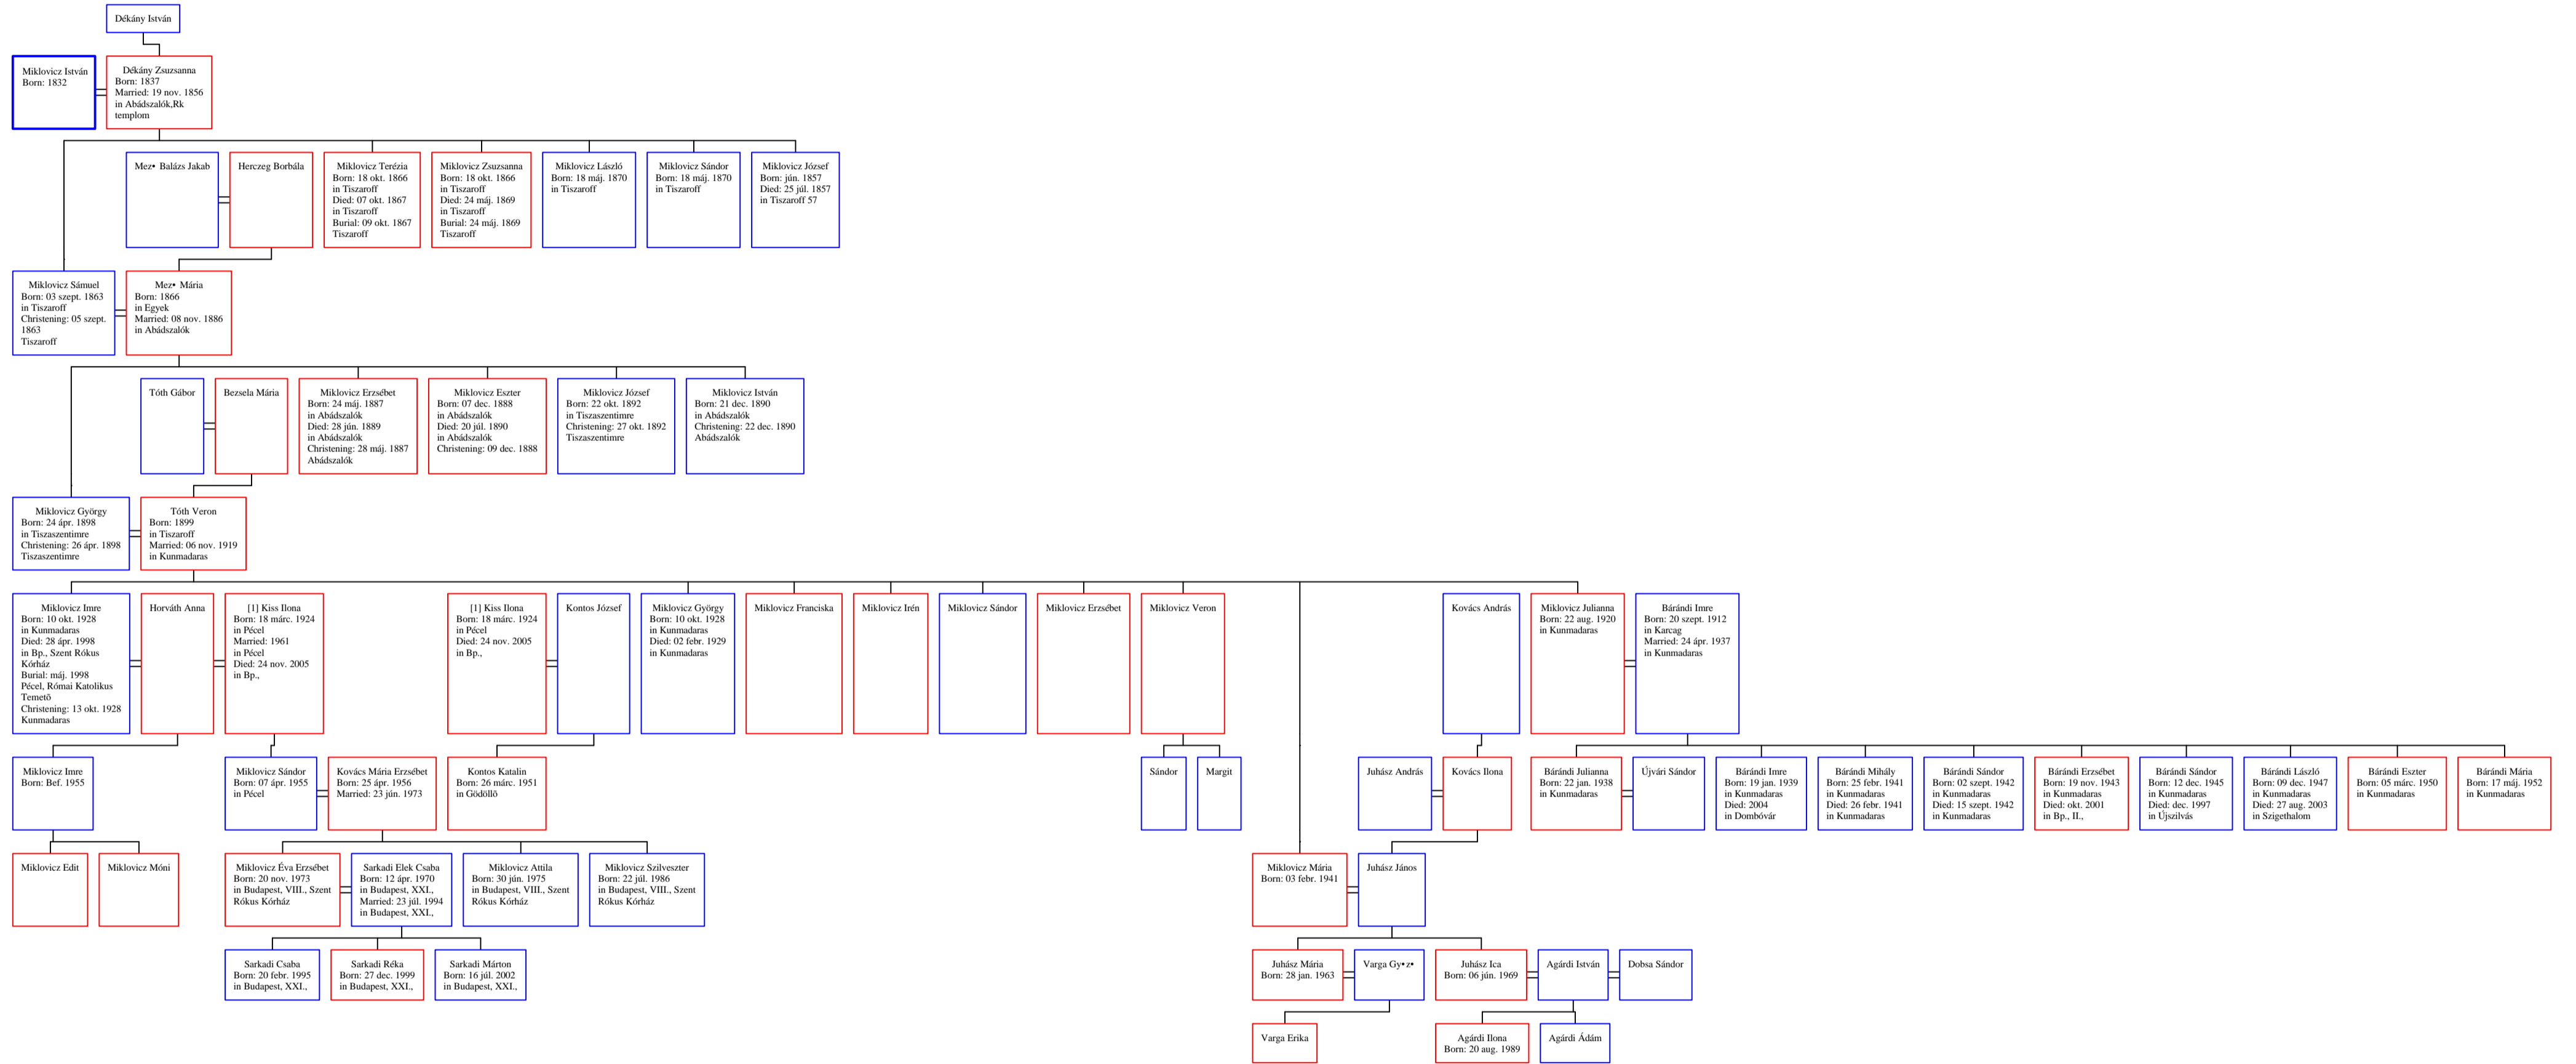 Dékány István
Miklovicz István
Born: 1832
Dékány Zsuzsanna
Born: 1837
Married: 19 nov. 1856
in Abádszalók,Rk
templom
Mez• Balázs Jakab
Herczeg Borbála
Miklovicz Terézia
Born: 18 okt. 1866
in Tiszaroff
Died: 07 okt. 1867
in Tiszaroff
Burial: 09 okt. 1867
Tiszaroff
Miklovicz Zsuzsanna
Born: 18 okt. 1866
in Tiszaroff
Died: 24 máj. 1869
in Tiszaroff
Burial: 24 máj. 1869
Tiszaroff
Miklovicz László
Born: 18 máj. 1870
in Tiszaroff
Miklovicz Sándor
Born: 18 máj. 1870
in Tiszaroff
Miklovicz József
Born: jún. 1857
Died: 25 júl. 1857
in Tiszaroff 57
Miklovicz Sámuel
Born: 03 szept. 1863
in Tiszaroff
Christening: 05 szept.
1863
Tiszaroff
Mez• Mária
Born: 1866
in Egyek
Married: 08 nov. 1886
in Abádszalók
Tóth Gábor
Bezsela Mária
Miklovicz Erzsébet
Born: 24 máj. 1887
in Abádszalók
Died: 28 jún. 1889
in Abádszalók
Christening: 28 máj. 1887
Abádszalók
Miklovicz Eszter
Born: 07 dec. 1888
in Abádszalók
Died: 20 júl. 1890
in Abádszalók
Christening: 09 dec. 1888
Miklovicz József
Born: 22 okt. 1892
in Tiszaszentimre
Christening: 27 okt. 1892
Tiszaszentimre
Miklovicz István
Born: 21 dec. 1890
in Abádszalók
Christening: 22 dec. 1890
Abádszalók
Miklovicz György
Born: 24 ápr. 1898
in Tiszaszentimre
Christening: 26 ápr. 1898
Tiszaszentimre
Tóth Veron
Born: 1899
in Tiszaroff
Married: 06 nov. 1919
in Kunmadaras
Miklovicz Imre
Born: 10 okt. 1928
in Kunmadaras
Died: 28 ápr. 1998
in Bp., Szent Rókus
Kórház
Burial: máj. 1998
Pécel, Római Katolikus
Temetõ
Christening: 13 okt. 1928
Kunmadaras
Horváth Anna
[1] Kiss Ilona
Born: 18 márc. 1924
in Pécel
Married: 1961
in Pécel
Died: 24 nov. 2005
in Bp.,
[1] Kiss Ilona
Born: 18 márc. 1924
in Pécel
Died: 24 nov. 2005
in Bp.,
Kontos József
Miklovicz György
Born: 10 okt. 1928
in Kunmadaras
Died: 02 febr. 1929
in Kunmadaras
Miklovicz Franciska
Miklovicz Irén
Miklovicz Sándor
Miklovicz Erzsébet
Miklovicz Veron
Kovács András
Miklovicz Julianna
Born: 22 aug. 1920
in Kunmadaras
Bárándi Imre
Born: 20 szept. 1912
in Karcag
Married: 24 ápr. 1937
in Kunmadaras
Miklovicz Imre
Born: Bef. 1955
Miklovicz Sándor
Born: 07 ápr. 1955
in Pécel
Kovács Mária Erzsébet
Born: 25 ápr. 1956
Married: 23 jún. 1973
Kontos Katalin
Born: 26 márc. 1951
in Gödöllõ
Sándor
Margit
Juhász András
Kovács Ilona
Bárándi Julianna
Born: 22 jan. 1938
in Kunmadaras
Újvári Sándor
Bárándi Imre
Born: 19 jan. 1939
in Kunmadaras
Died: 2004
in Dombóvár
Bárándi Mihály
Born: 25 febr. 1941
in Kunmadaras
Died: 26 febr. 1941
in Kunmadaras
Bárándi Sándor
Born: 02 szept. 1942
in Kunmadaras
Died: 15 szept. 1942
in Kunmadaras
Bárándi Erzsébet
Born: 19 nov. 1943
in Kunmadaras
Died: okt. 2001
in Bp., II.,
Bárándi Sándor
Born: 12 dec. 1945
in Kunmadaras
Died: dec. 1997
in Újszilvás
Bárándi László
Born: 09 dec. 1947
in Kunmadaras
Died: 27 aug. 2003
in Szigethalom
Bárándi Eszter
Born: 05 márc. 1950
in Kunmadaras
Bárándi Mária
Born: 17 máj. 1952
in Kunmadaras
Miklovicz Edit
Miklovicz Móni
Miklovicz Éva Erzsébet
Born: 20 nov. 1973
in Budapest, VIII., Szent
Rókus Kórház
Sarkadi Elek Csaba
Born: 12 ápr. 1970
in Budapest, XXI.,
Married: 23 júl. 1994
in Budapest, XXI.,
Miklovicz Attila
Born: 30 jún. 1975
in Budapest, VIII., Szent
Rókus Kórház
Miklovicz Szilveszter
Born: 22 júl. 1986
in Budapest, VIII., Szent
Rókus Kórház
Miklovicz Mária
Born: 03 febr. 1941
Juhász János
Sarkadi Csaba
Born: 20 febr. 1995
in Budapest, XXI.,
Sarkadi Réka
Born: 27 dec. 1999
in Budapest, XXI.,
Sarkadi Márton
Born: 16 júl. 2002
in Budapest, XXI.,
Juhász Mária
Born: 28 jan. 1963
Varga Gy•z•
Juhász Ica
Born: 06 jún. 1969
Agárdi István
Dobsa Sándor
Varga Erika
Agárdi Ilona
Born: 20 aug. 1989
Agárdi Ádám